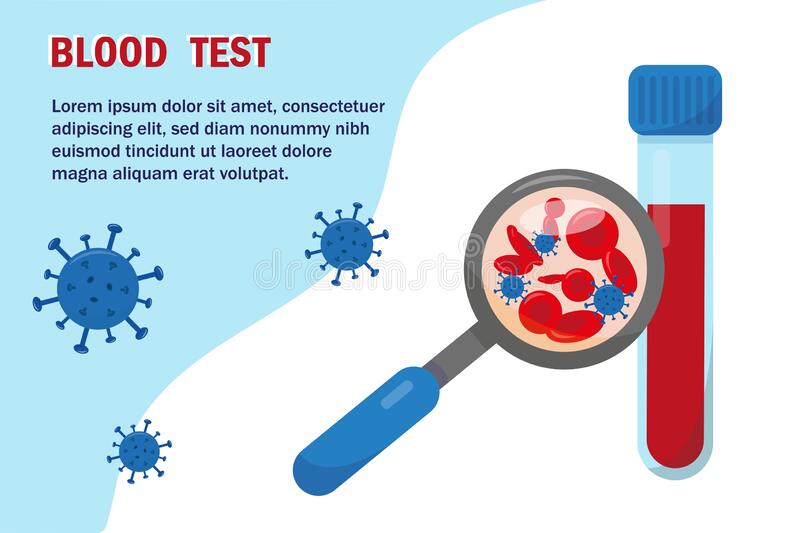 BLOOD TEST
Lorem ipsum dolor sit amet, consectetuer
adipiscing elit, sed diam nonummy nibh
euismod tincidunt ut laoreet dolore
magna aliquam erat volutpat.
dreamstime